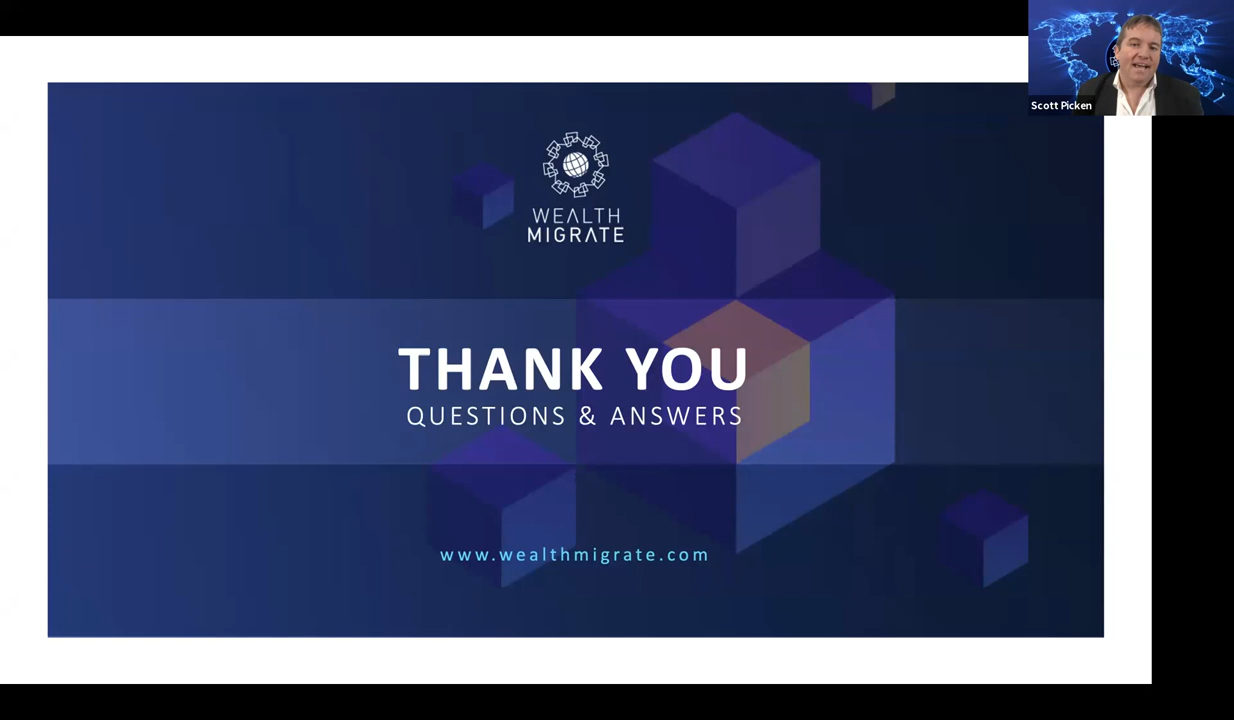 Scott Picken
WEALTH
MIGRATE
THANK YOU
QUESTIONS & ANSWERS
www.wealthmigrate.com